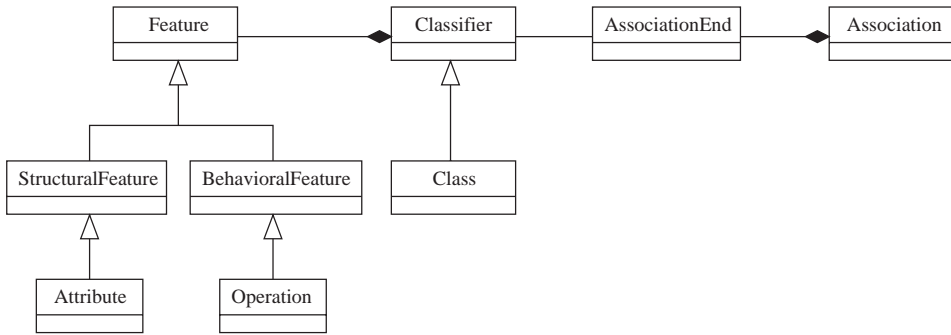 Feature
Classifier
AssociationEnd
Association
StructuralFeature
BehavioralFeature
Class
Attribute
Operation